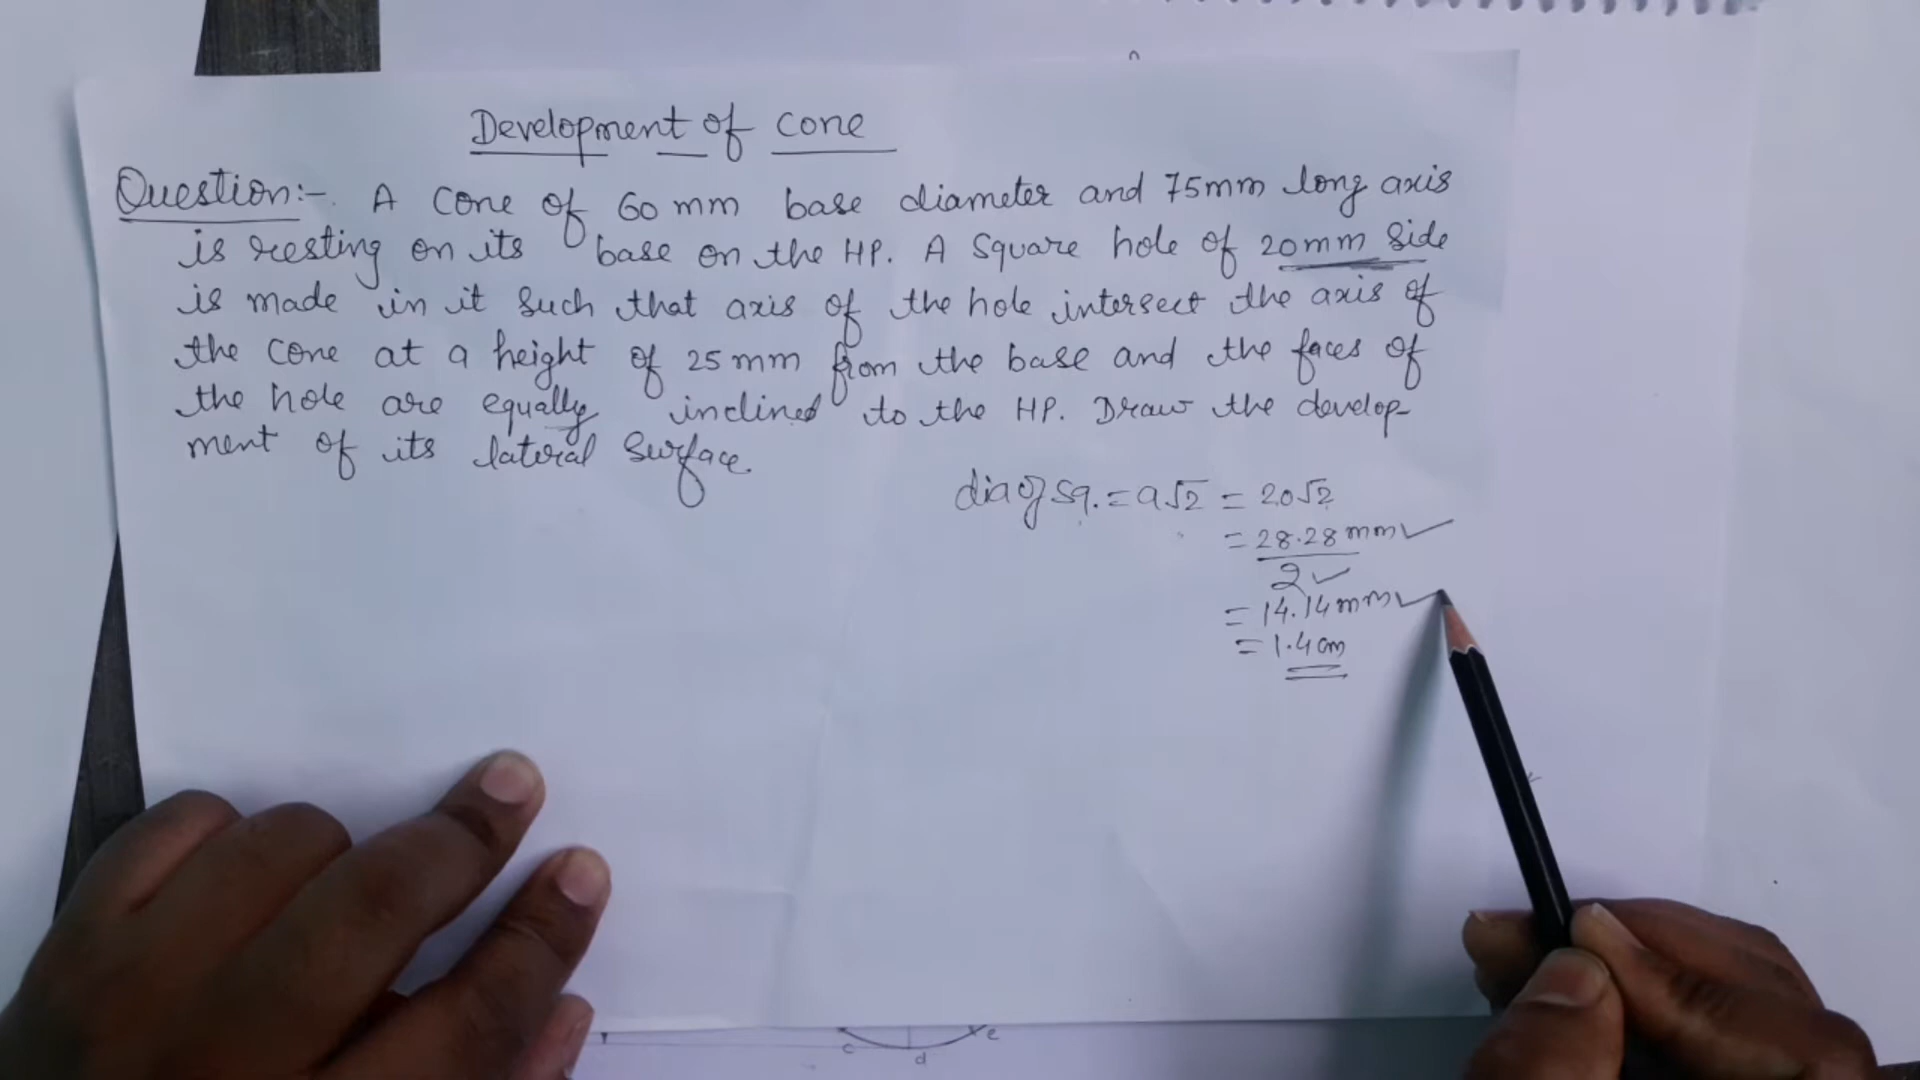 Development of cone
Question:- A cone of 60 mm base diameter and 75mm long axis
is resting on its base on the HP. A Square hole of 20mm side
is made in it such that axis of the hole intersect the axis of
the cone at a height of 25mm from the base and the faces of
the hole are equally inclined to the HP. Draw the develop-
ment of its lateral surface.
dia of sq. = a√2 = 20√2
= 28.28 mm ✓
2 ✓
= 14.14mm ✓
= 1.4 cm
c d e